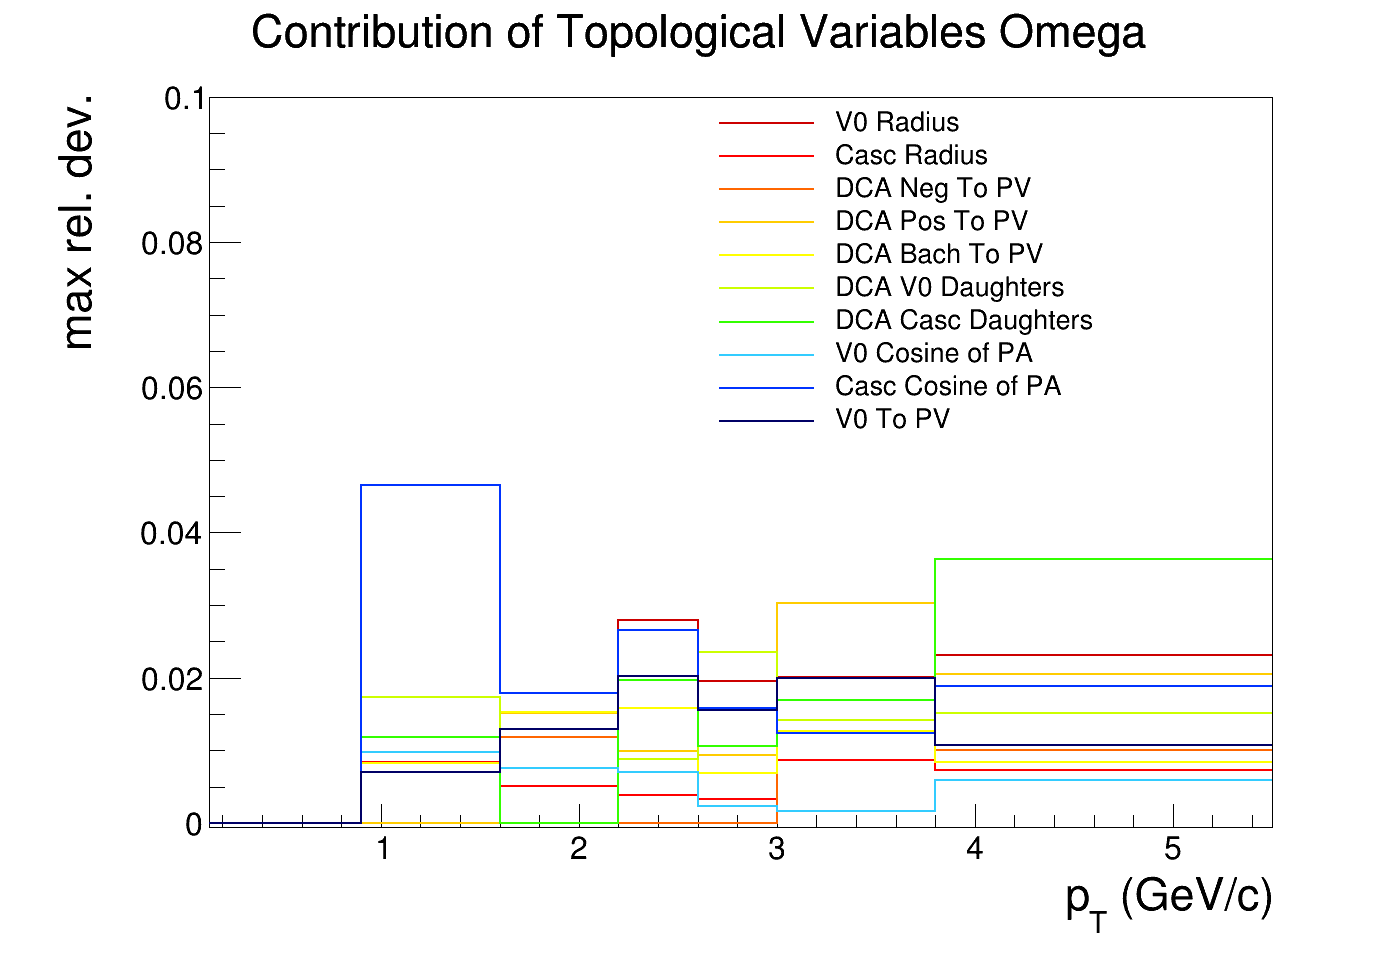 Contribution of Topological Variables Omega
max rel. dev.
0.1
0.08
0.06
0.04
0.02
0
V0 Radius
Casc Radius
DCA Neg To PV
DCA Pos To PV
DCA Bach To PV
DCA V0 Daughters
DCA Casc Daughters
V0 Cosine of PA
Casc Cosine of PA
V0 To PV
1 2 3 4 5
p_T (GeV/c)